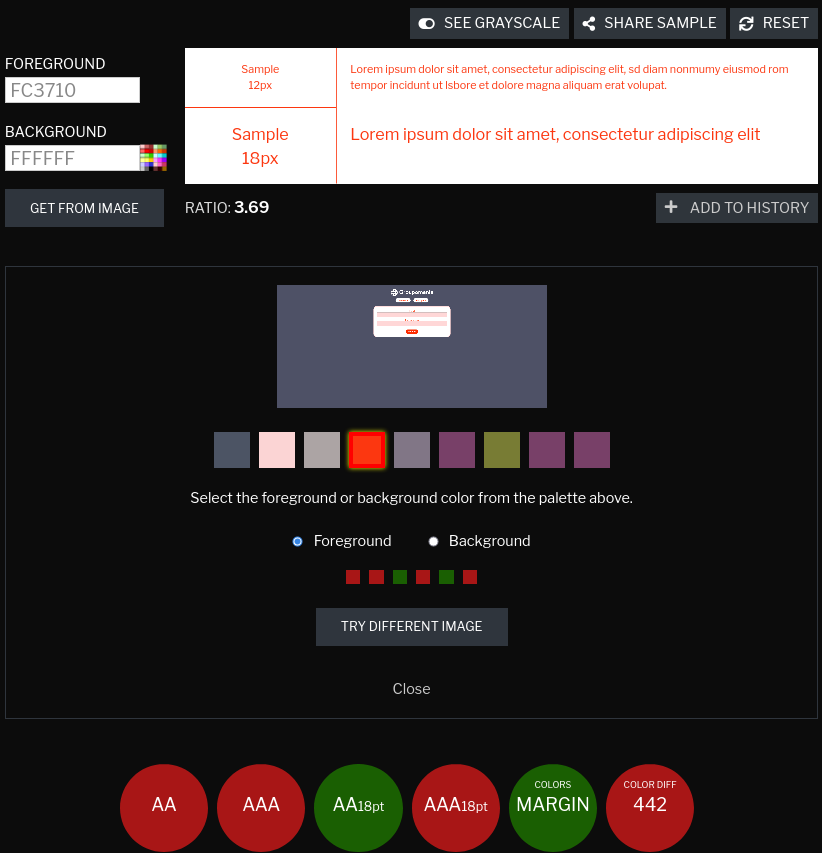 SEE GRAYSCALE
SHARE SAMPLE
RESET
FOREGROUND
FC3710
BACKGROUND
FFFFFF
GET FROM IMAGE
Sample
12px
Lorem ipsum dolor sit amet, consectetur adipiscing elit, sd diam nonmumy eiusmod rom
tempor incidunt ut lsbore et dolore magna aliquam erat volupat.
Sample
18px
Lorem ipsum dolor sit amet, consectetur adipiscing elit
RATIO: 3.69
ADD TO HISTORY
Groupomania
Select the foreground or background color from the palette above.
Foreground
Background
TRY DIFFERENT IMAGE
Close
AA
AAA
AA18pt
AAA18pt
COLORS
MARGIN
COLOR DIFF
442